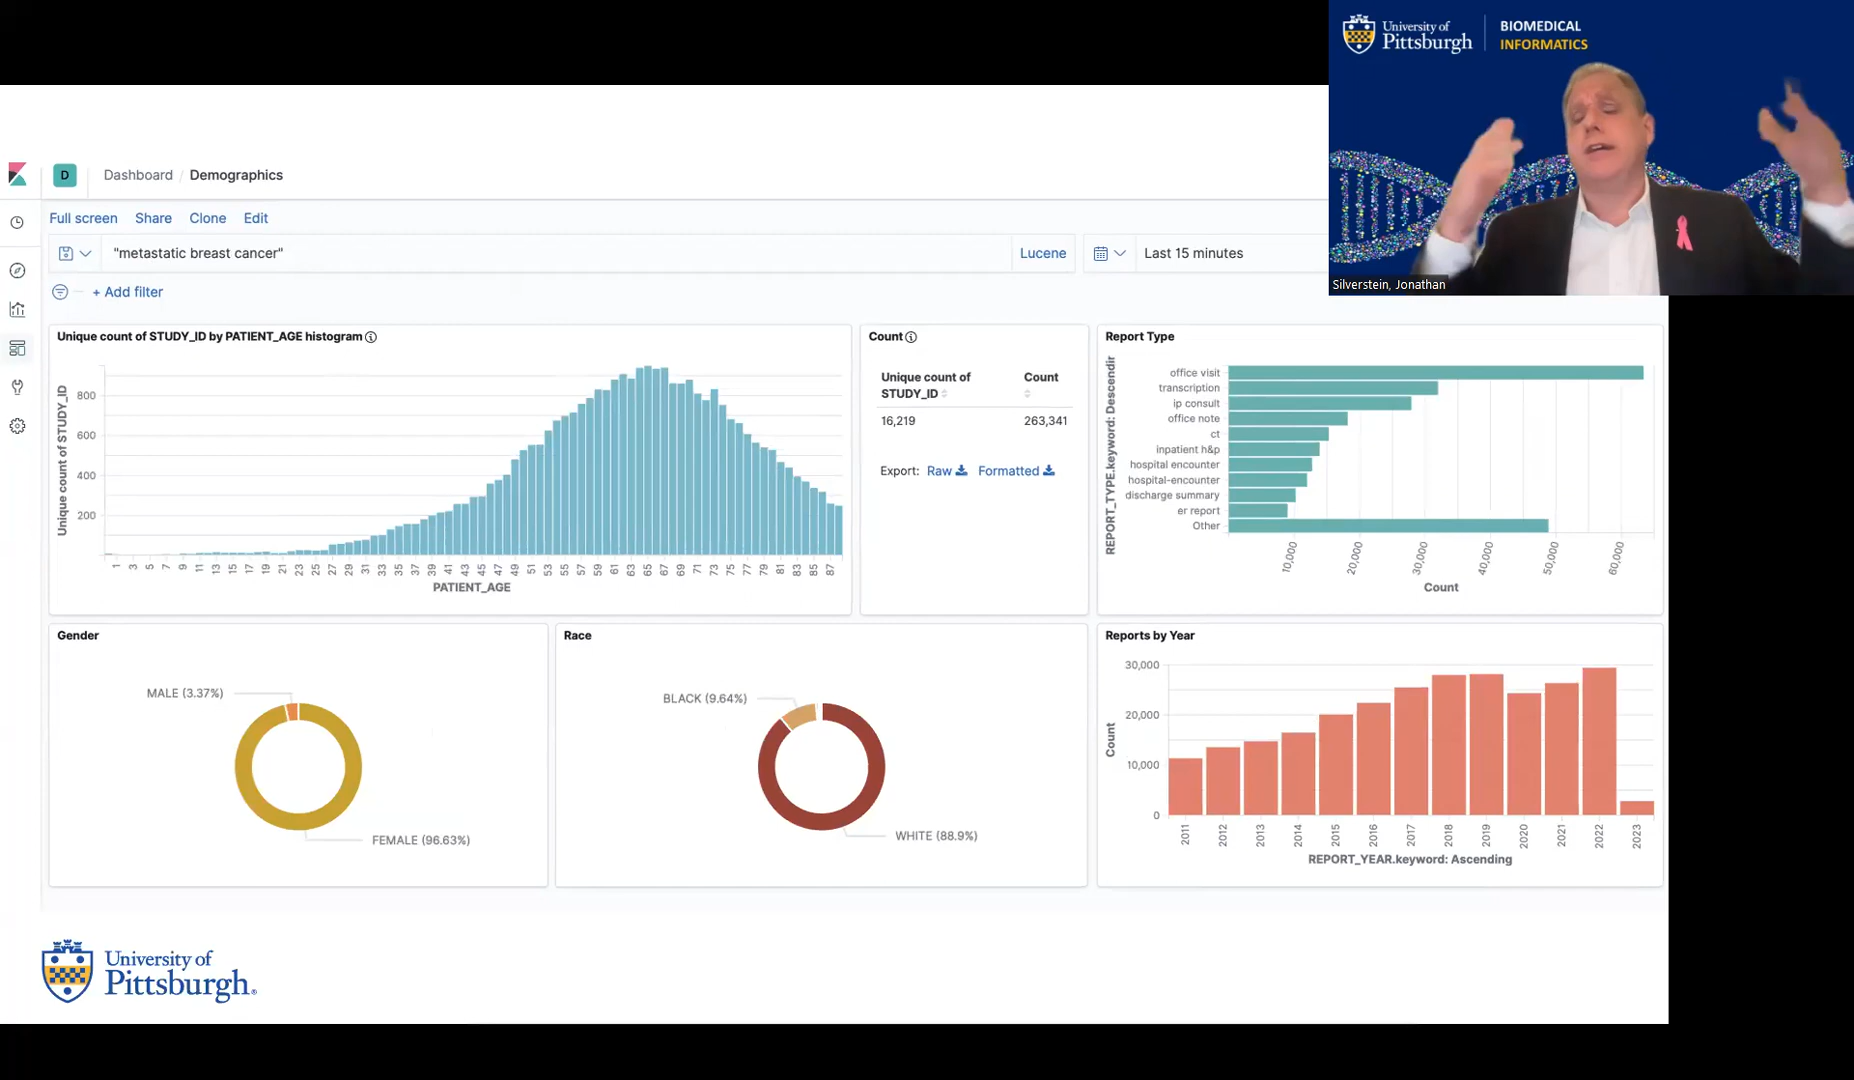 University of
Pittsburgh
BIOMEDICAL
INFORMATICS
Silverstein, Jonathan
D
Dashboard / Demographics
Full screen Share Clone Edit
"metastatic breast cancer"
Lucene
Last 15 minutes
+ Add filter
Unique count of STUDY_ID by PATIENT_AGE histogram
Unique count of STUDY_ID
800
600
400
200
1 3 5 7 9 11 13 15 17 19 21 23 25 27 29 31 33 35 37 39 41 43 45 47 49 51 53 55 57 59 61 63 65 67 69 71 73 75 77 79 81 83 85 87
PATIENT_AGE
Count
Unique count of
STUDY_ID
Count
16,219 263,341
Export: Raw Formatted
Report Type
REPORT_TYPE.keyword: Descendir
office visit
transcription
ip consult
office note
ct
inpatient h&p
hospital encounter
hospital-encounter
discharge summary
er report
Other
10,000 20,000 30,000 40,000 50,000 60,000
Count
Gender
MALE (3.37%)
FEMALE (96.63%)
Race
BLACK (9.64%)
WHITE (88.9%)
Reports by Year
Count
30,000
20,000
10,000
0
2011 2012 2013 2014 2015 2016 2017 2018 2019 2020 2021 2022 2023
REPORT_YEAR.keyword: Ascending
University of
Pittsburgh®